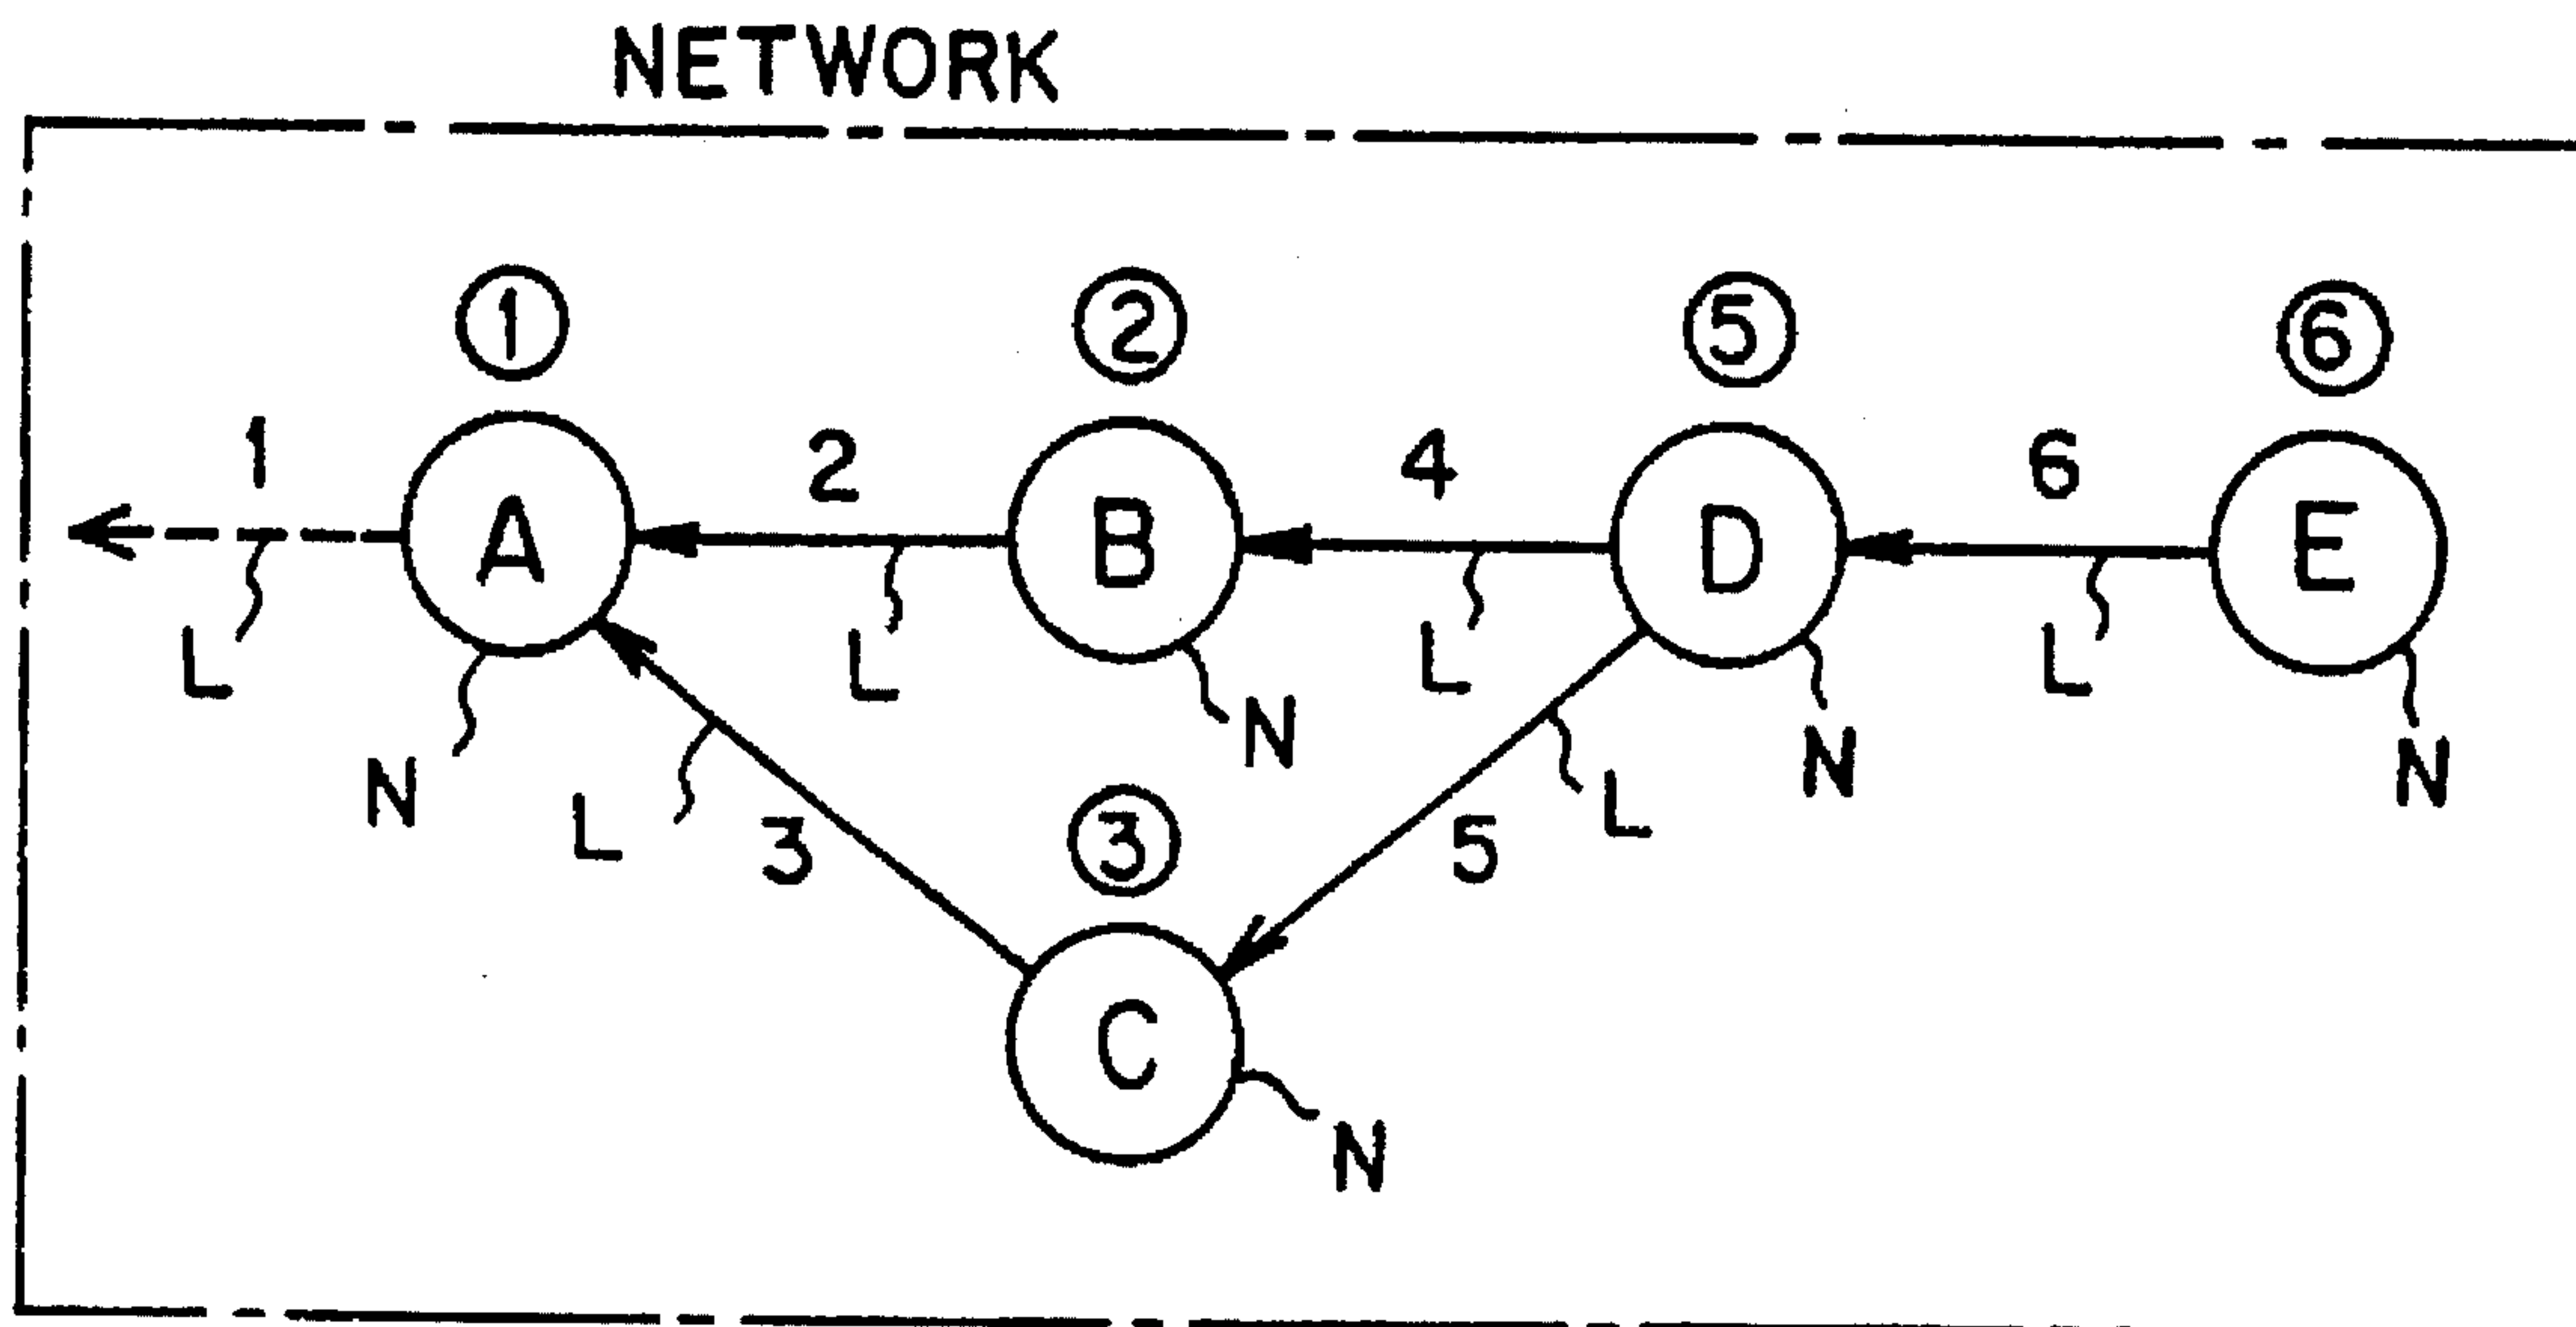 NETWORK
① ② ⑤ ⑥
1 2 4 6
A B D E
L L L L
N N N N
L 3 5 L
③
C
N